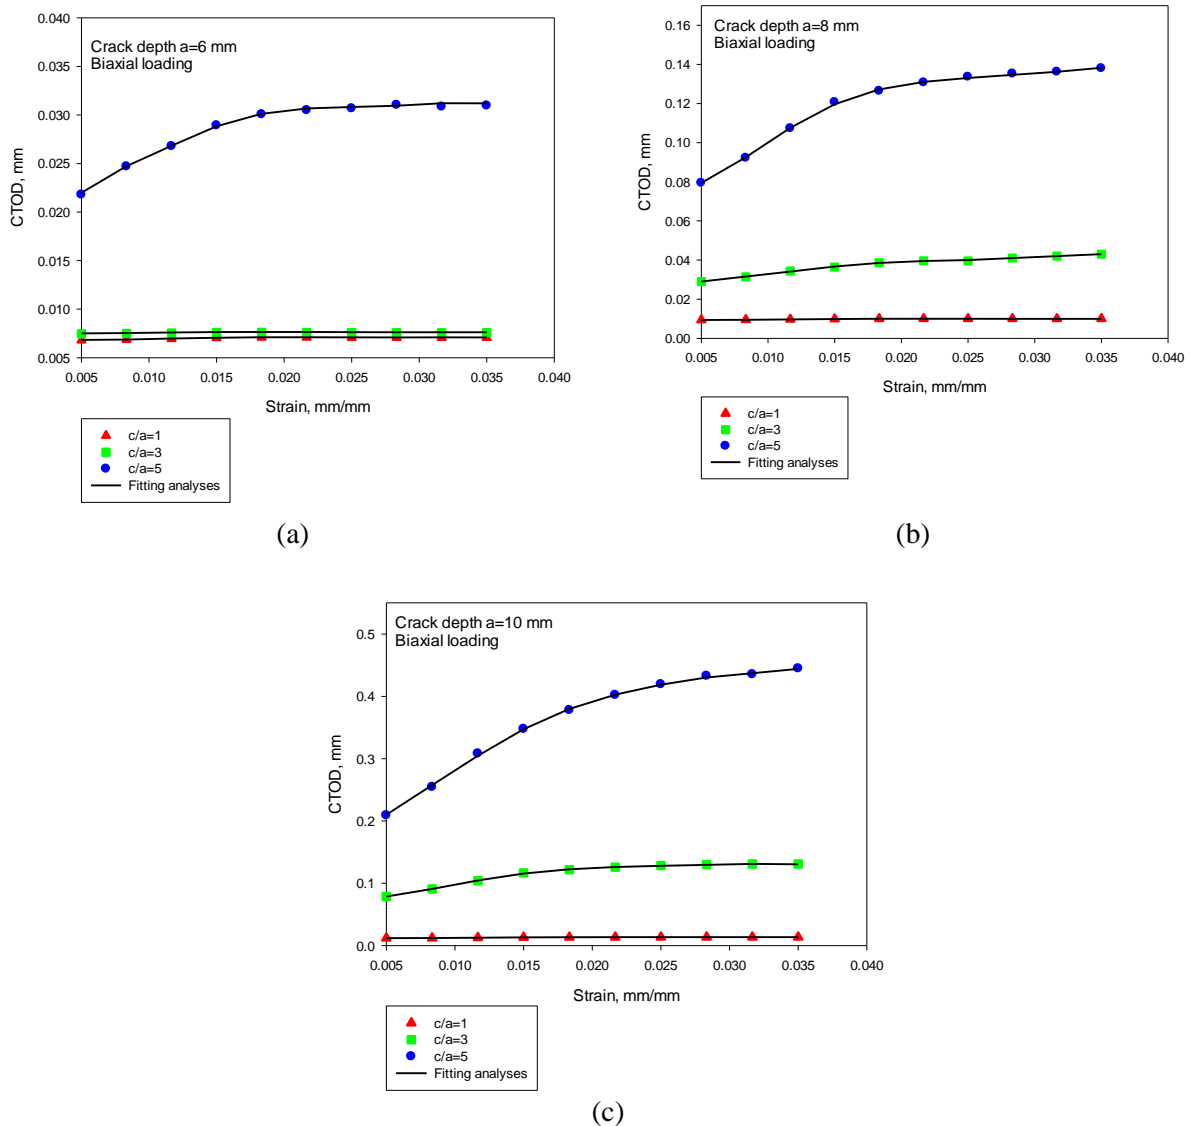 Crack depth a=6 mm
Biaxial loading
CTOD, mm
0.040
0.035
0.030
0.025
0.020
0.015
0.010
0.005
0.005 0.010 0.015 0.020 0.025 0.030 0.035 0.040
Strain, mm/mm
c/a=1
c/a=3
c/a=5
Fitting analyses
(a)
Crack depth a=8 mm
Biaxial loading
CTOD, mm
0.16
0.14
0.12
0.10
0.08
0.06
0.04
0.02
0.00
0.005 0.010 0.015 0.020 0.025 0.030 0.035 0.040
Strain, mm/mm
c/a=1
c/a=3
c/a=5
Fitting analyses
(b)
Crack depth a=10 mm
Biaxial loading
CTOD, mm
0.5
0.4
0.3
0.2
0.1
0.0
0.005 0.010 0.015 0.020 0.025 0.030 0.035 0.040
Strain, mm/mm
c/a=1
c/a=3
c/a=5
Fitting analyses
(c)